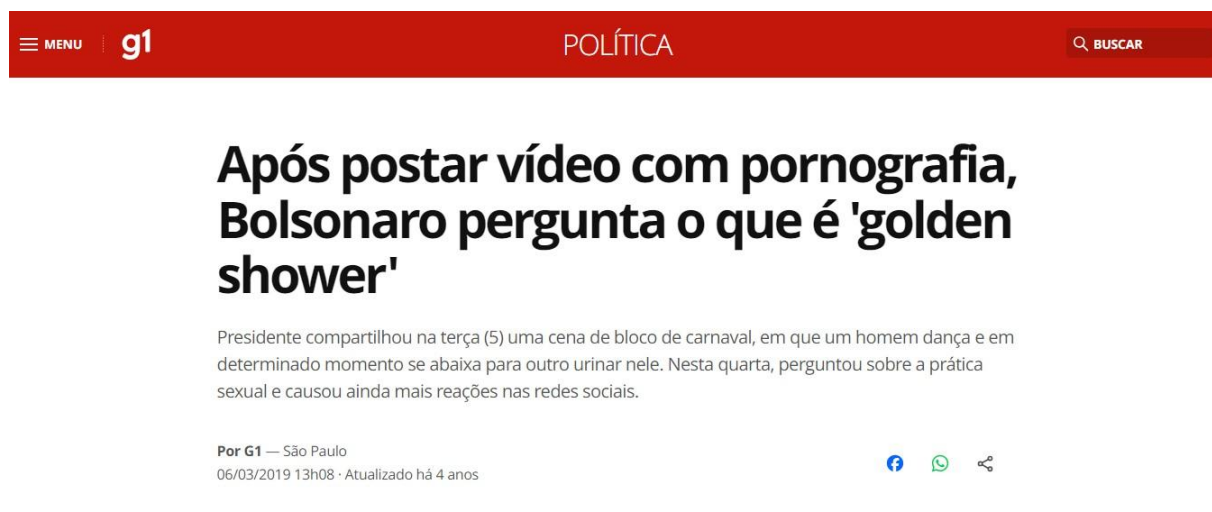 MENU
g1
POLÍTICA
BUSCAR
Após postar vídeo com pornografia,
Bolsonaro pergunta o que é 'golden
shower'
Presidente compartilhou na terça (5) uma cena de bloco de carnaval, em que um homem dança e em
determinado momento se abaixa para outro urinar nele. Nesta quarta, perguntou sobre a prática
sexual e causou ainda mais reações nas redes sociais.
Por G1 — São Paulo
06/03/2019 13h08 · Atualizado há 4 anos